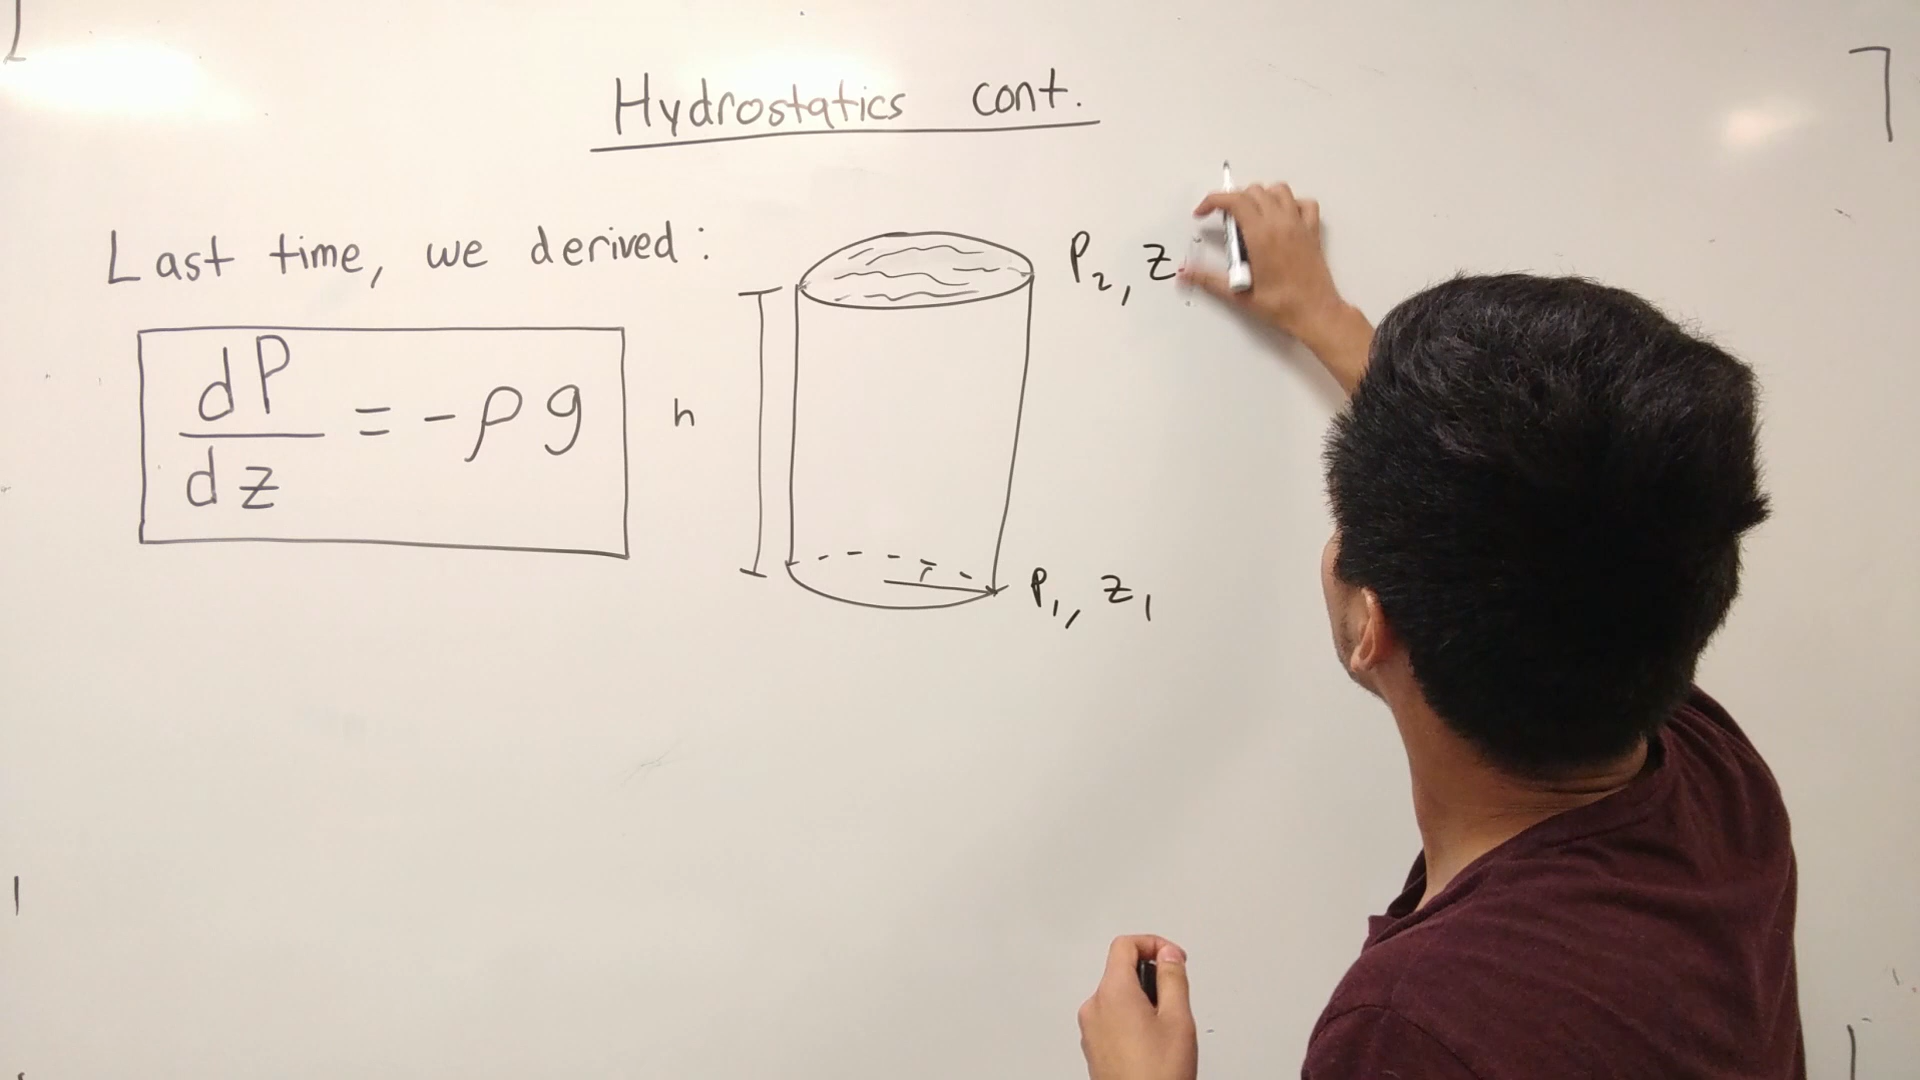 Hydrostatics cont.
Last time, we derived:
dP
dz
= -ρg
h
P₂, z
r
P₁, z₁